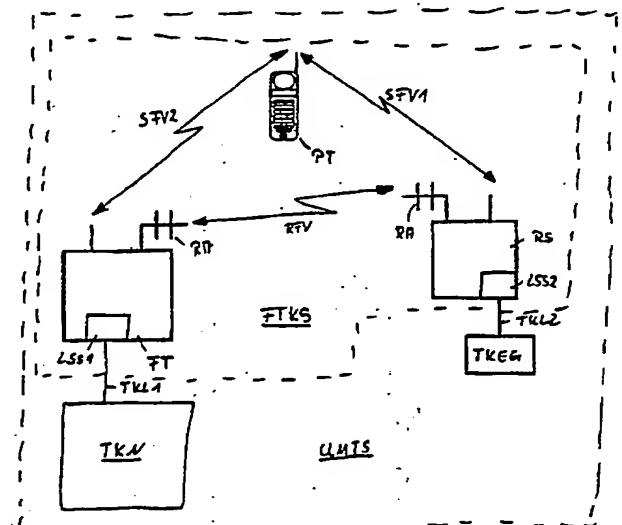 SFV2
SFV1
PT
RA
RFV
RA
RS
LSS2
FTKS
TKL2
LSS1
FT
TKEG
TKL1
TKN
UMTS